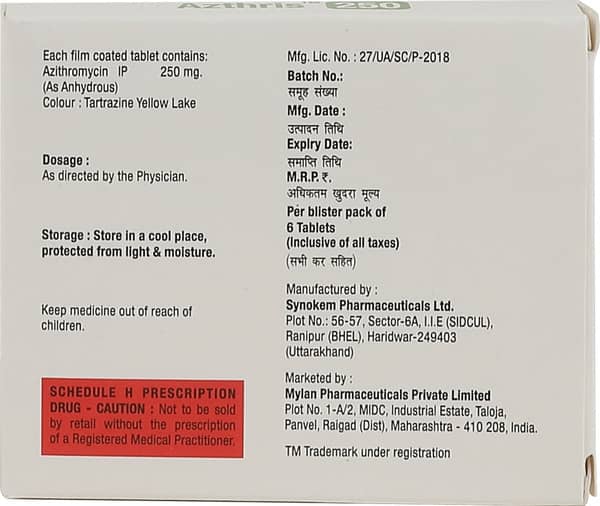 Azthris™ 250
Each film coated tablet contains:
Azithromycin IP 250 mg.
(As Anhydrous)
Colour : Tartrazine Yellow Lake
Dosage :
As directed by the Physician.
Storage : Store in a cool place,
protected from light & moisture.
Keep medicine out of reach of
children.
SCHEDULE H PRESCRIPTION
DRUG - CAUTION : Not to be sold
by retail without the prescription
of a Registered Medical Practitioner.
Mfg. Lic. No. : 27/UA/SC/P-2018
Batch No.:
समूह संख्या
Mfg. Date :
उत्पादन तिथि
Expiry Date:
समाप्ति तिथि
M.R.P. ₹.
अधिकतम खुदरा मूल्य
Per blister pack of
6 Tablets
(Inclusive of all taxes)
(सभी कर सहित)
Manufactured by :
Synokem Pharmaceuticals Ltd.
Plot No.: 56-57, Sector-6A, I.I.E (SIDCUL),
Ranipur (BHEL), Haridwar-249403
(Uttarakhand)
Marketed by :
Mylan Pharmaceuticals Private Limited
Plot No. 1-A/2, MIDC, Industrial Estate, Taloja,
Panvel, Raigad (Dist), Maharashtra - 410 208, India.
TM Trademark under registration